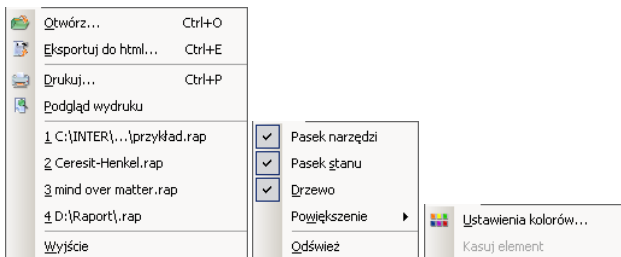 Otwórz... Ctrl+O
Eksportuj do html... Ctrl+E
Drukuj... Ctrl+P
Podgląd wydruku
1 C:\INTER\...\przykład.rap
2 Ceresit-Henkel.rap
3 mind over matter.rap
4 D:\Raport\.rap
Wyjście
Pasek narzędzi
Pasek stanu
Drzewo
Powiększenie
Odśwież
Ustawienia kolorów...
Kasuj element